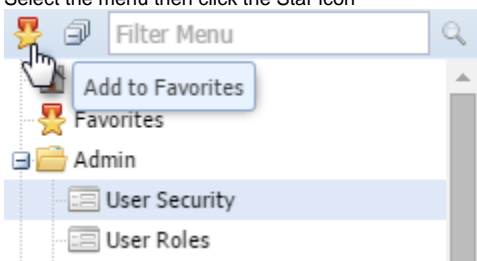 Select the menu then click the Star icon
Filter Menu
Add to Favorites
Favorites
Admin
User Security
User Roles